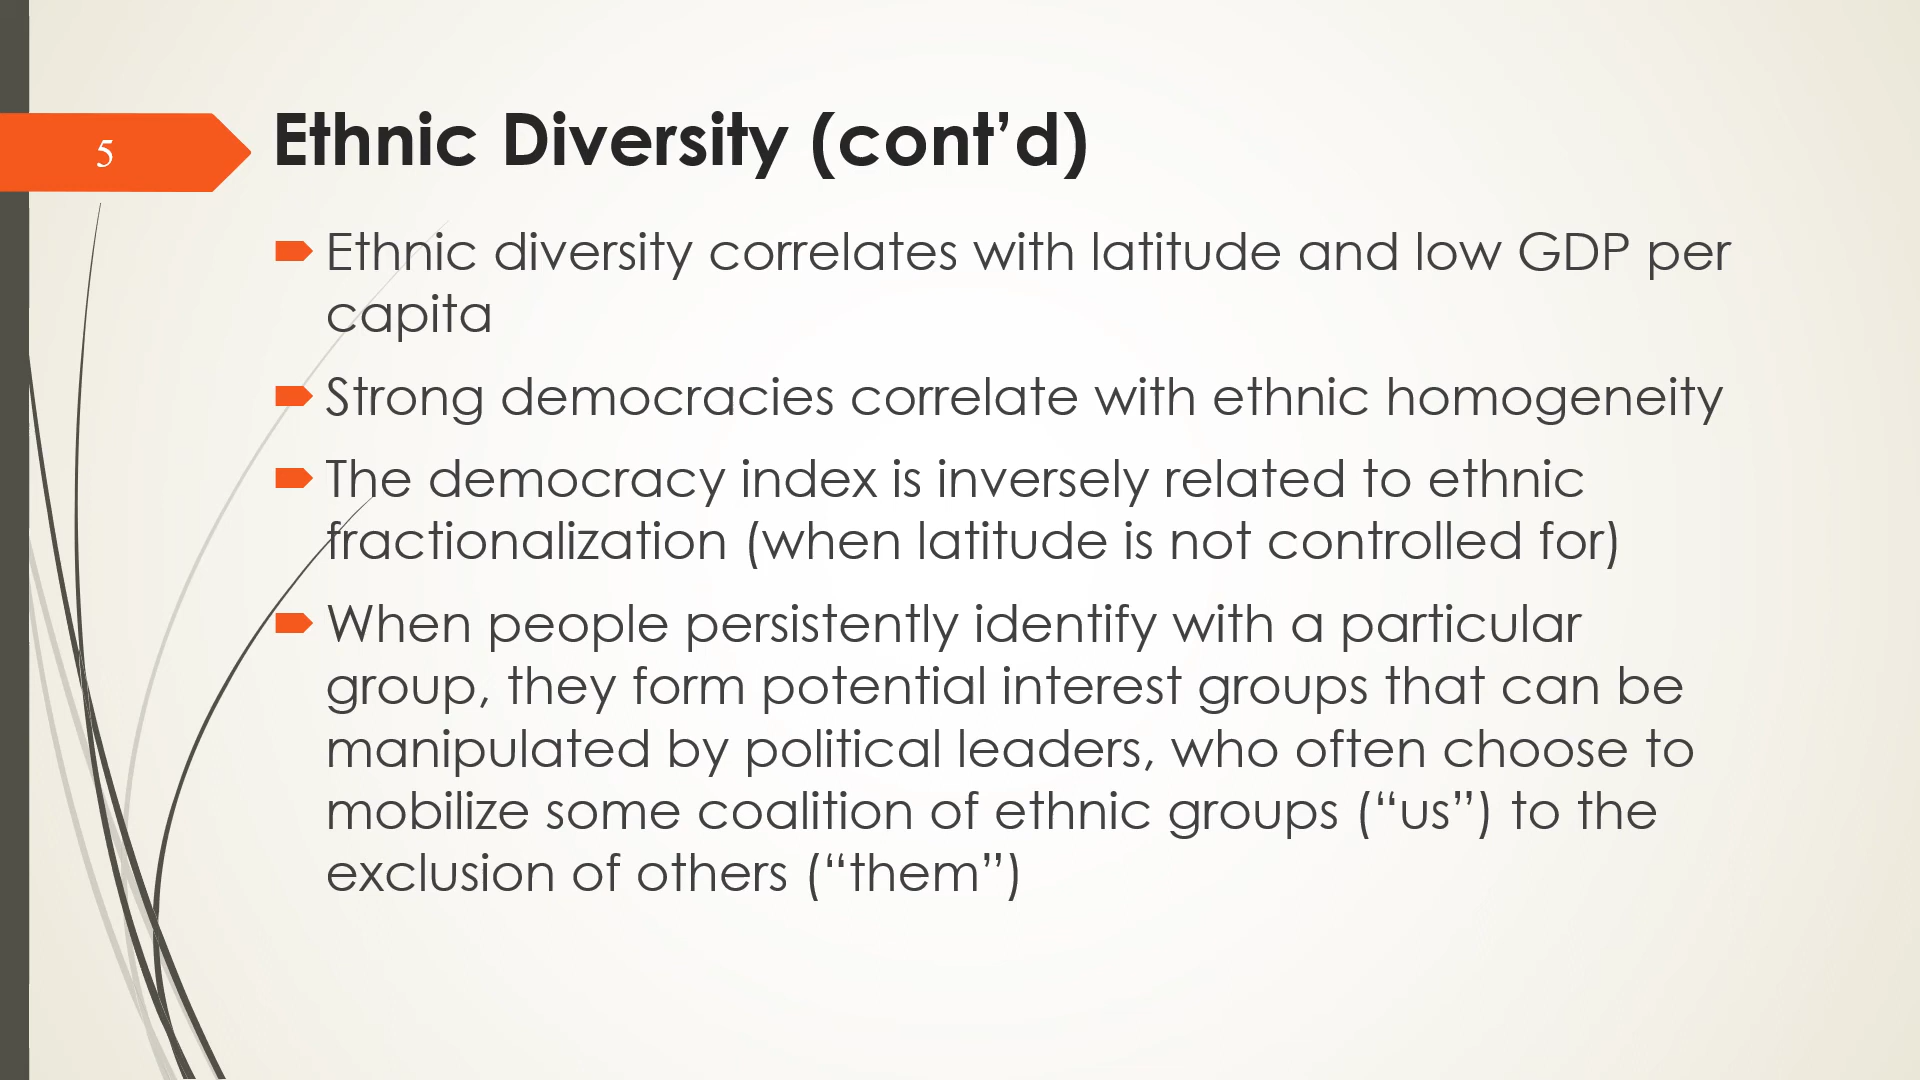 5
Ethnic Diversity (cont’d)
Ethnic diversity correlates with latitude and low GDP per
capita
Strong democracies correlate with ethnic homogeneity
The democracy index is inversely related to ethnic
fractionalization (when latitude is not controlled for)
When people persistently identify with a particular
group, they form potential interest groups that can be
manipulated by political leaders, who often choose to
mobilize some coalition of ethnic groups (“us”) to the
exclusion of others (“them”)